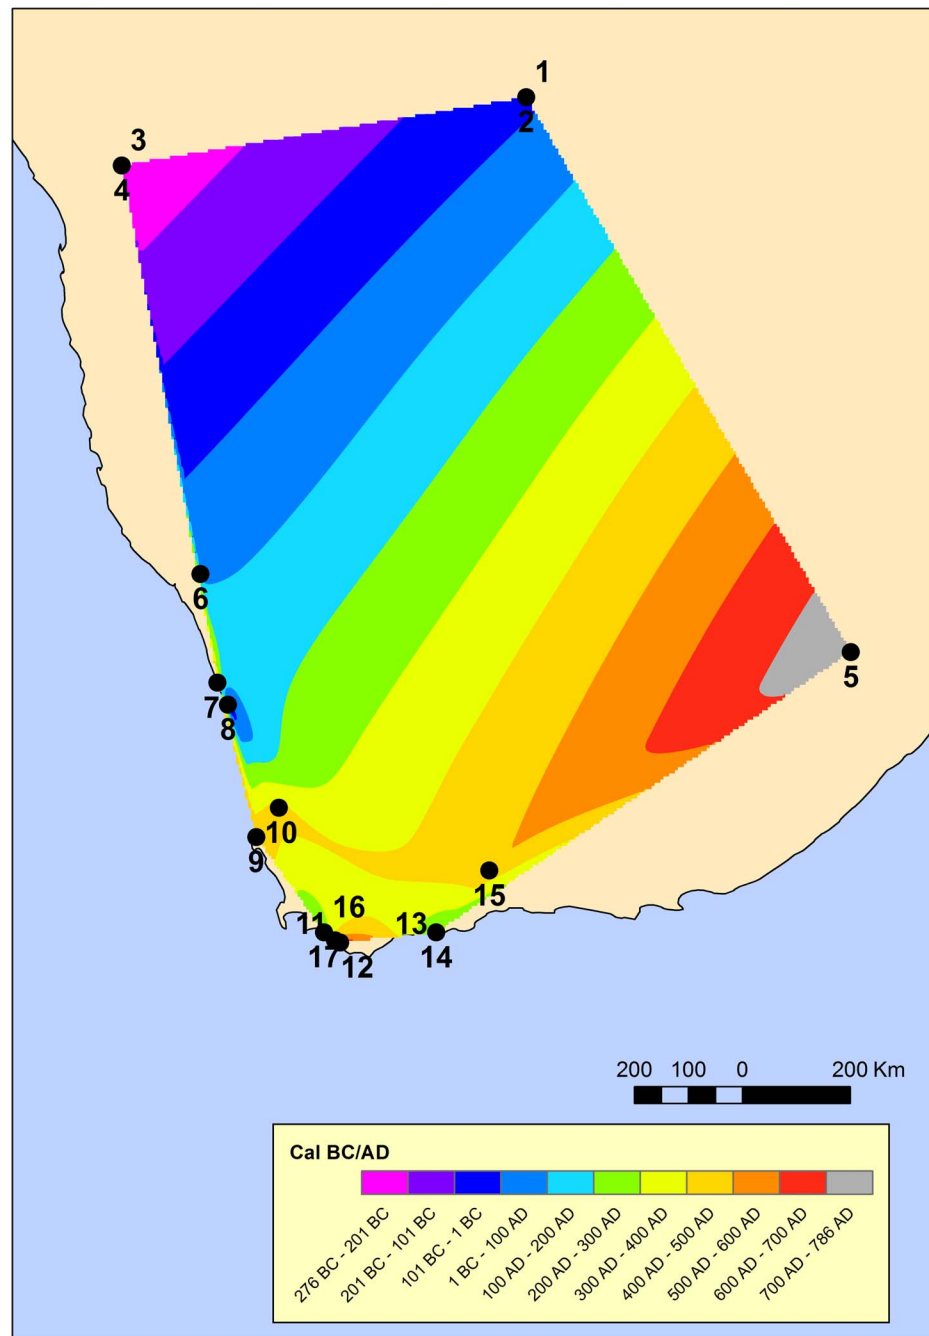 1
2
3
4
5
6
7
8
10
9
15
16
11
13
17
12
14
200 100 0 200 Km
Cal BC/AD
276 BC - 201 BC
201 BC - 101 BC
101 BC - 1 BC
1 BC - 100 AD
100 AD - 200 AD
200 AD - 300 AD
300 AD - 400 AD
400 AD - 500 AD
500 AD - 600 AD
600 AD - 700 AD
700 AD - 786 AD